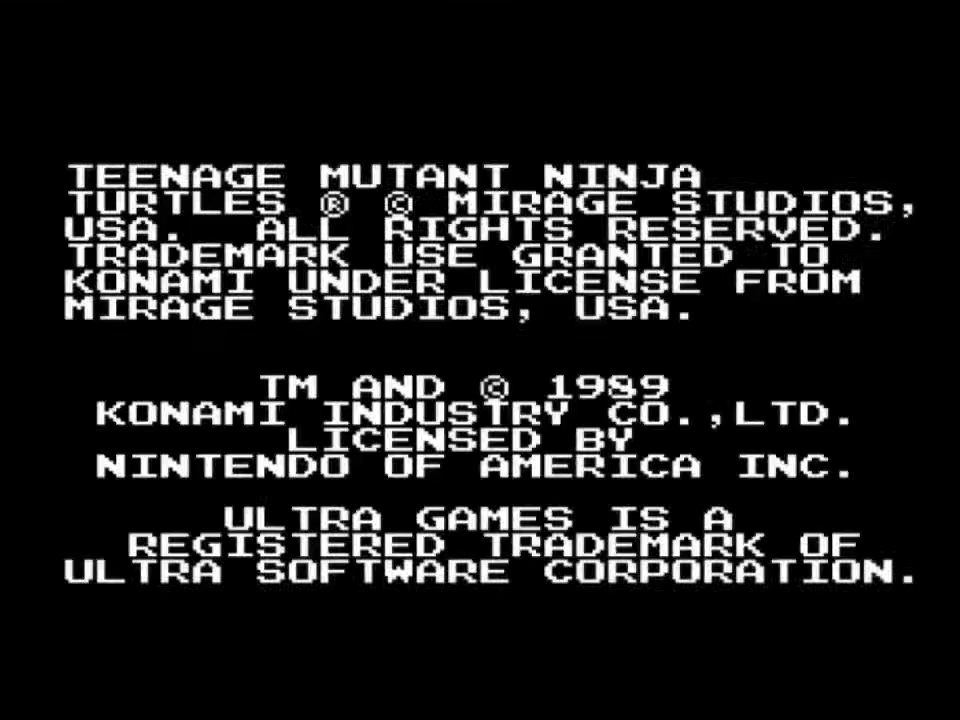 TEENAGE MUTANT NINJA
TURTLES ® © MIRAGE STUDIOS,
USA. ALL RIGHTS RESERVED.
TRADEMARK USE GRANTED TO
KONAMI UNDER LICENSE FROM
MIRAGE STUDIOS, USA.
TM AND © 1989
KONAMI INDUSTRY CO.,LTD.
LICENSED BY
NINTENDO OF AMERICA INC.
ULTRA GAMES IS A
REGISTERED TRADEMARK OF
ULTRA SOFTWARE CORPORATION.